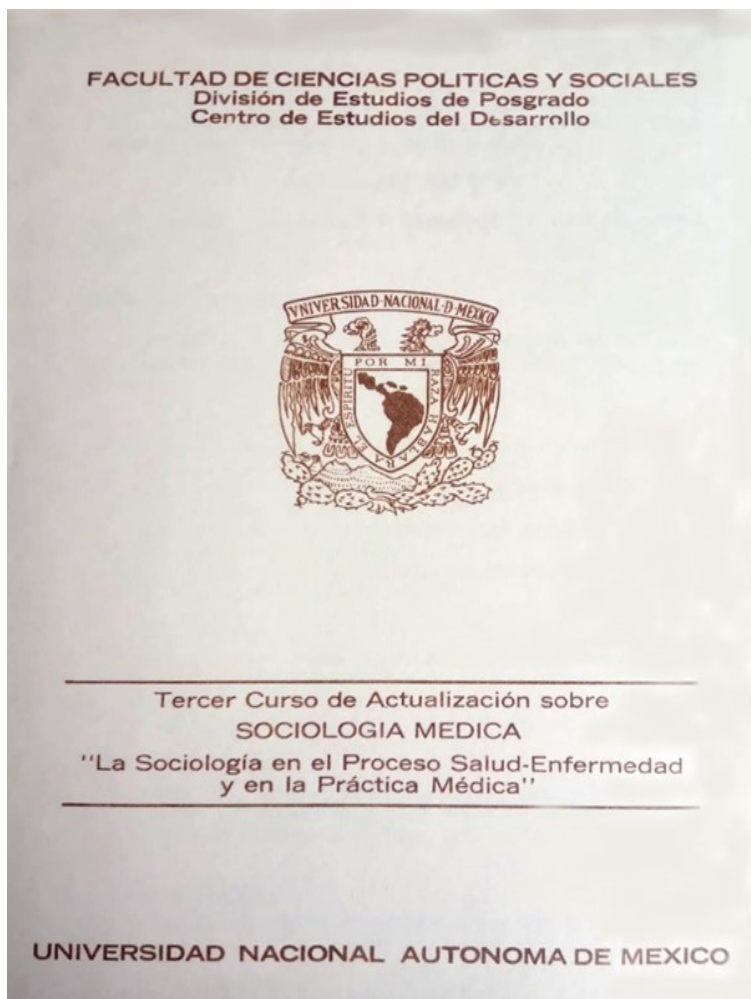 FACULTAD DE CIENCIAS POLITICAS Y SOCIALES
División de Estudios de Posgrado
Centro de Estudios del Desarrollo
VNIVERSIDAD·NACIONAL·D·MEXICO
POR MI RAZA HABLARA EL ESPIRITU
Tercer Curso de Actualización sobre
SOCIOLOGIA MEDICA
"La Sociología en el Proceso Salud-Enfermedad
y en la Práctica Médica"
UNIVERSIDAD NACIONAL AUTONOMA DE MEXICO